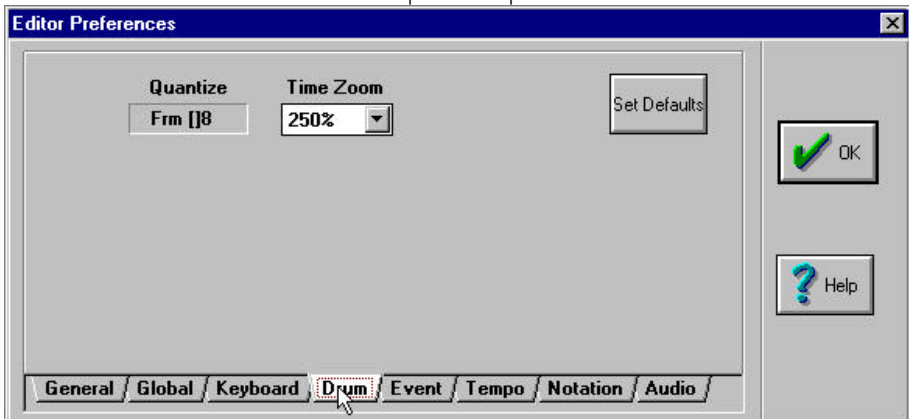 Editor Preferences
Quantize Time Zoom
Frm []8 250% Set Defaults
OK
Help
General Global Keyboard Drum Event Tempo Notation Audio